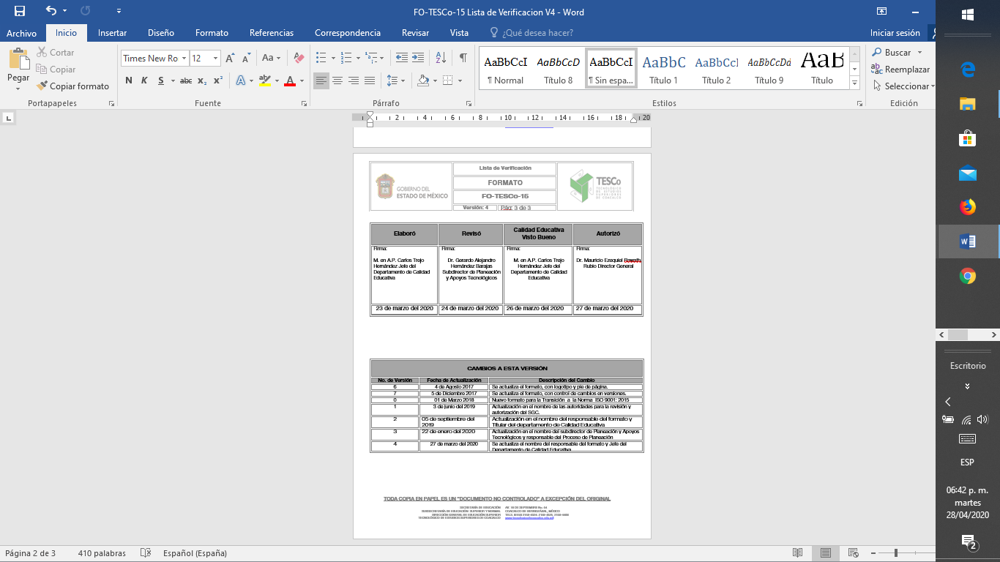 FO-TESCo-15 Lista de Verificacion V4 - Word
Archivo Inicio Insertar Diseño Formato Referencias Correspondencia Revisar Vista ¿Qué desea hacer? Iniciar sesión
Pegar
Cortar
Copiar
Copiar formato
Portapapeles
Times New Ro 12
Aa
N K S abc x₂ x² A ab A
Fuente
Párrafo
AaBbCcI AaBbCcD AaBbCcI AaBbC AaBbCcI AaBbCcDd AaB
¶ Normal Título 8 ¶ Sin espa... Título 1 Título 2 Título 9 Título
Estilos
Buscar
Reemplazar
Seleccionar
Edición
2 4 6 8 10 12 14 16 18 20
GOBIERNO DEL
ESTADO DE MÉXICO
Lista de Verificación
FORMATO
FO-TESCo-15
Versión: 4 Pág: 3 de 3
TESCo
TECNOLÓGICO
DE ESTUDIOS
SUPERIORES
DE COACALCO
Elaboró Revisó Calidad Educativa Visto Bueno Autorizó
Firma: Firma: Firma: Firma:
M. en A.P. Carlos Trejo
Hernández Jefe del
Departamento de Calidad
Educativa
Dr. Gerardo Alejandro
Hernández Barajas
Subdirector de Planeación
y Apoyos Tecnológicos
M. en A.P. Carlos Trejo
Hernández Jefe del
Departamento de Calidad
Educativa
Dr. Mauricio Ezequiel
Rubio Director General
23 de marzo del 2020 24 de marzo del 2020 26 de marzo del 2020 27 de marzo del 2020
CAMBIOS A ESTA VERSIÓN
No. de Versión Fecha de Actualización Descripción del Cambio
6 4 de Agosto 2017 Se actualiza el formato, con logotipo y pie de página.
7 5 de Diciembre 2017 Se actualiza el formato, con control de cambios en versiones.
0 01 de Marzo 2018 Nuevo formato para la Transición a la Norma ISO 9001: 2015
1 3 de junio del 2019 Actualización en el nombre de las autoridades para la revisión y
autorización del SGC.
2 05 de septiembre del 2019 Actualización en el nombre del responsable del formato y
Titular del departamento de Calidad Educativa
3 22 de enero del 2020 Actualización en el nombre del subdirector de Planeación y Apoyos
Tecnológicos y responsable del Proceso de Planeación
4 27 de marzo del 2020 Se actualiza el nombre del responsable del formato y Jefe del
Departamento de Calidad Educativa
TODA COPIA EN PAPEL ES UN "DOCUMENTO NO CONTROLADO" A EXCEPCIÓN DEL ORIGINAL
SECRETARÍA DE EDUCACIÓN
SUBSECRETARÍA DE EDUCACIÓN SUPERIOR Y NORMAL
DIRECCIÓN GENERAL DE EDUCACIÓN SUPERIOR
TECNOLÓGICO DE ESTUDIOS SUPERIORES DE COACALCO
Página 2 de 3 410 palabras Español (España)
Escritorio
ESP
06:42 p. m.
martes
28/04/2020
2